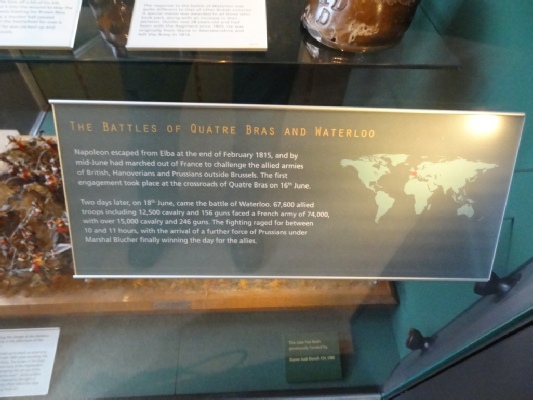 The Battles of Quatre Bras and Waterloo
Napoleon escaped from Elba at the end of February 1815, and by
mid-June had marched out of France to challenge the allied armies
of British, Hanoverians and Prussians outside Brussels. The first
engagement took place at the crossroads of Quatre Bras on 16th June.
Two days later, on 18th June, came the battle of Waterloo. 67,600 allied
troops including 12,500 cavalry and 156 guns faced a French army of 74,000,
with over 15,000 cavalry and 246 guns. The fighting raged for between
10 and 11 hours, with the arrival of a further force of Prussians under
Marshal Blucher finally winning the day for the allies.